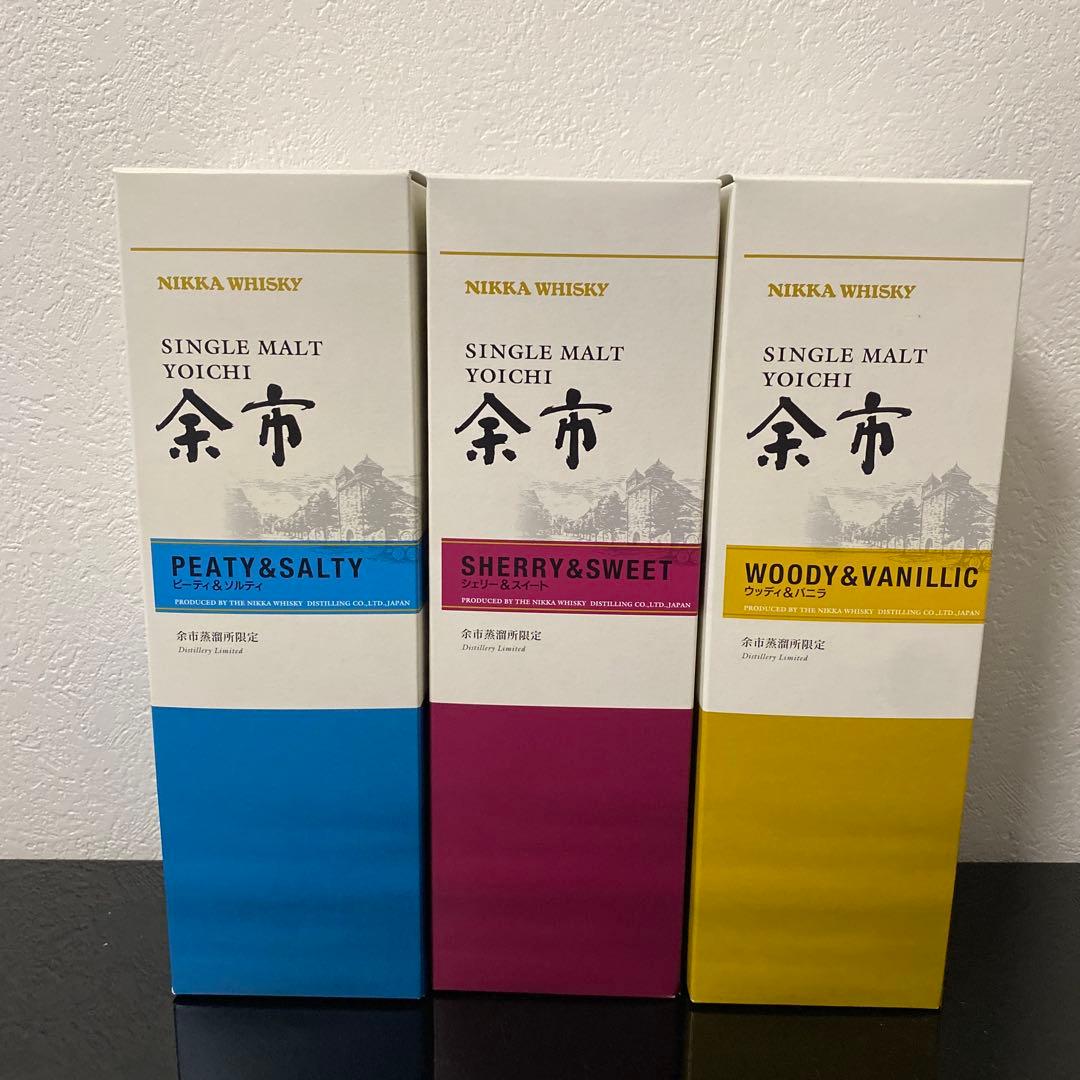 NIKKA WHISKY
SINGLE MALT
YOICHI
余市
PEATY&SALTY
ピーティ&ソルティ
PRODUCED BY THE NIKKA WHISKY DISTILLING CO.,LTD.,JAPAN
余市蒸溜所限定
Distillery Limited
NIKKA WHISKY
SINGLE MALT
YOICHI
余市
SHERRY&SWEET
シェリー&スイート
PRODUCED BY THE NIKKA WHISKY DISTILLING CO.,LTD.,JAPAN
余市蒸溜所限定
Distillery Limited
NIKKA WHISKY
SINGLE MALT
YOICHI
余市
WOODY&VANILLIC
ウッディ&バニラ
PRODUCED BY THE NIKKA WHISKY DISTILLING CO.,LTD.,JAPAN
余市蒸溜所限定
Distillery Limited